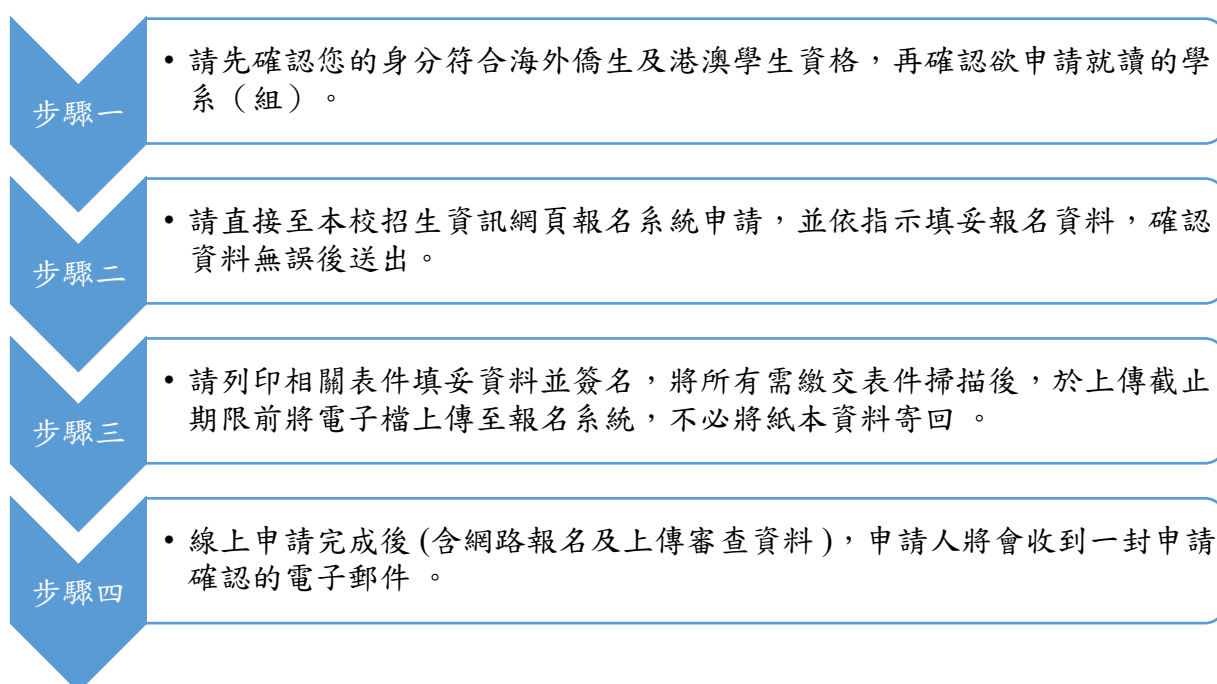 步驟一
• 請先確認您的身分符合海外僑生及港澳學生資格,再確認欲申請就讀的學
系(組)。
步驟二
• 請直接至本校招生資訊網頁報名系統申請,並依指示填妥報名資料,確認
資料無誤後送出。
步驟三
• 請列印相關表件填妥資料並簽名,將所有需繳交表件掃描後,於上傳截止
期限前將電子檔上傳至報名系統,不必將紙本資料寄回 。
步驟四
• 線上申請完成後 (含網路報名及上傳審查資料 ),申請人將會收到一封申請
確認的電子郵件 。